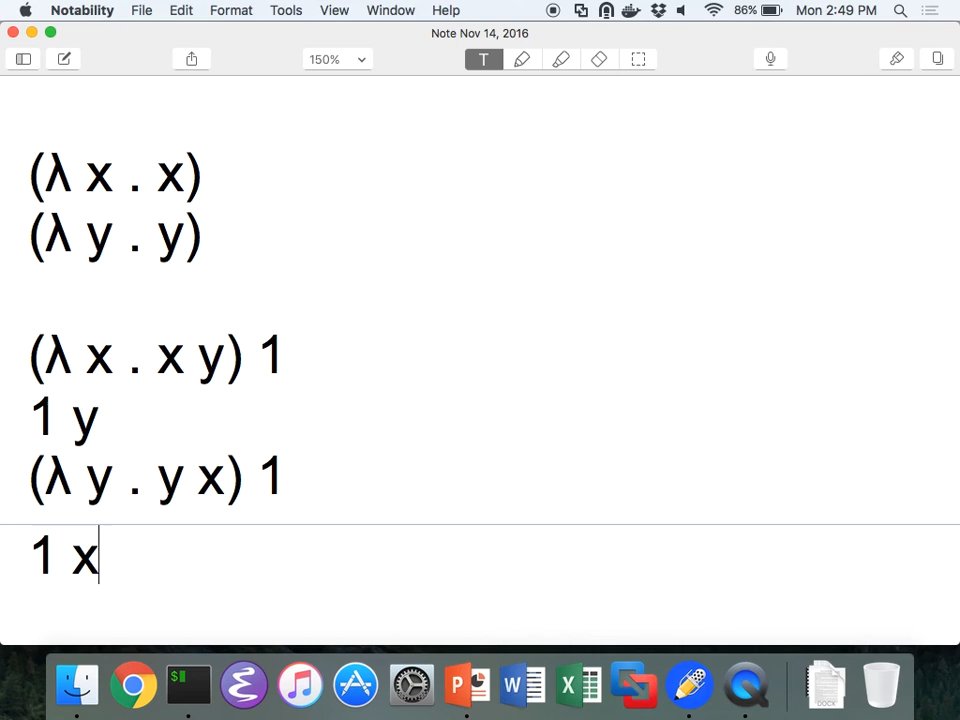 Notability File Edit Format Tools View Window Help 86% Mon 2:49 PM
Note Nov 14, 2016
150% T
(λ x . x)
(λ y . y)
(λ x . x y) 1
1 y
(λ y . y x) 1
1 x
$ P W X DOCX